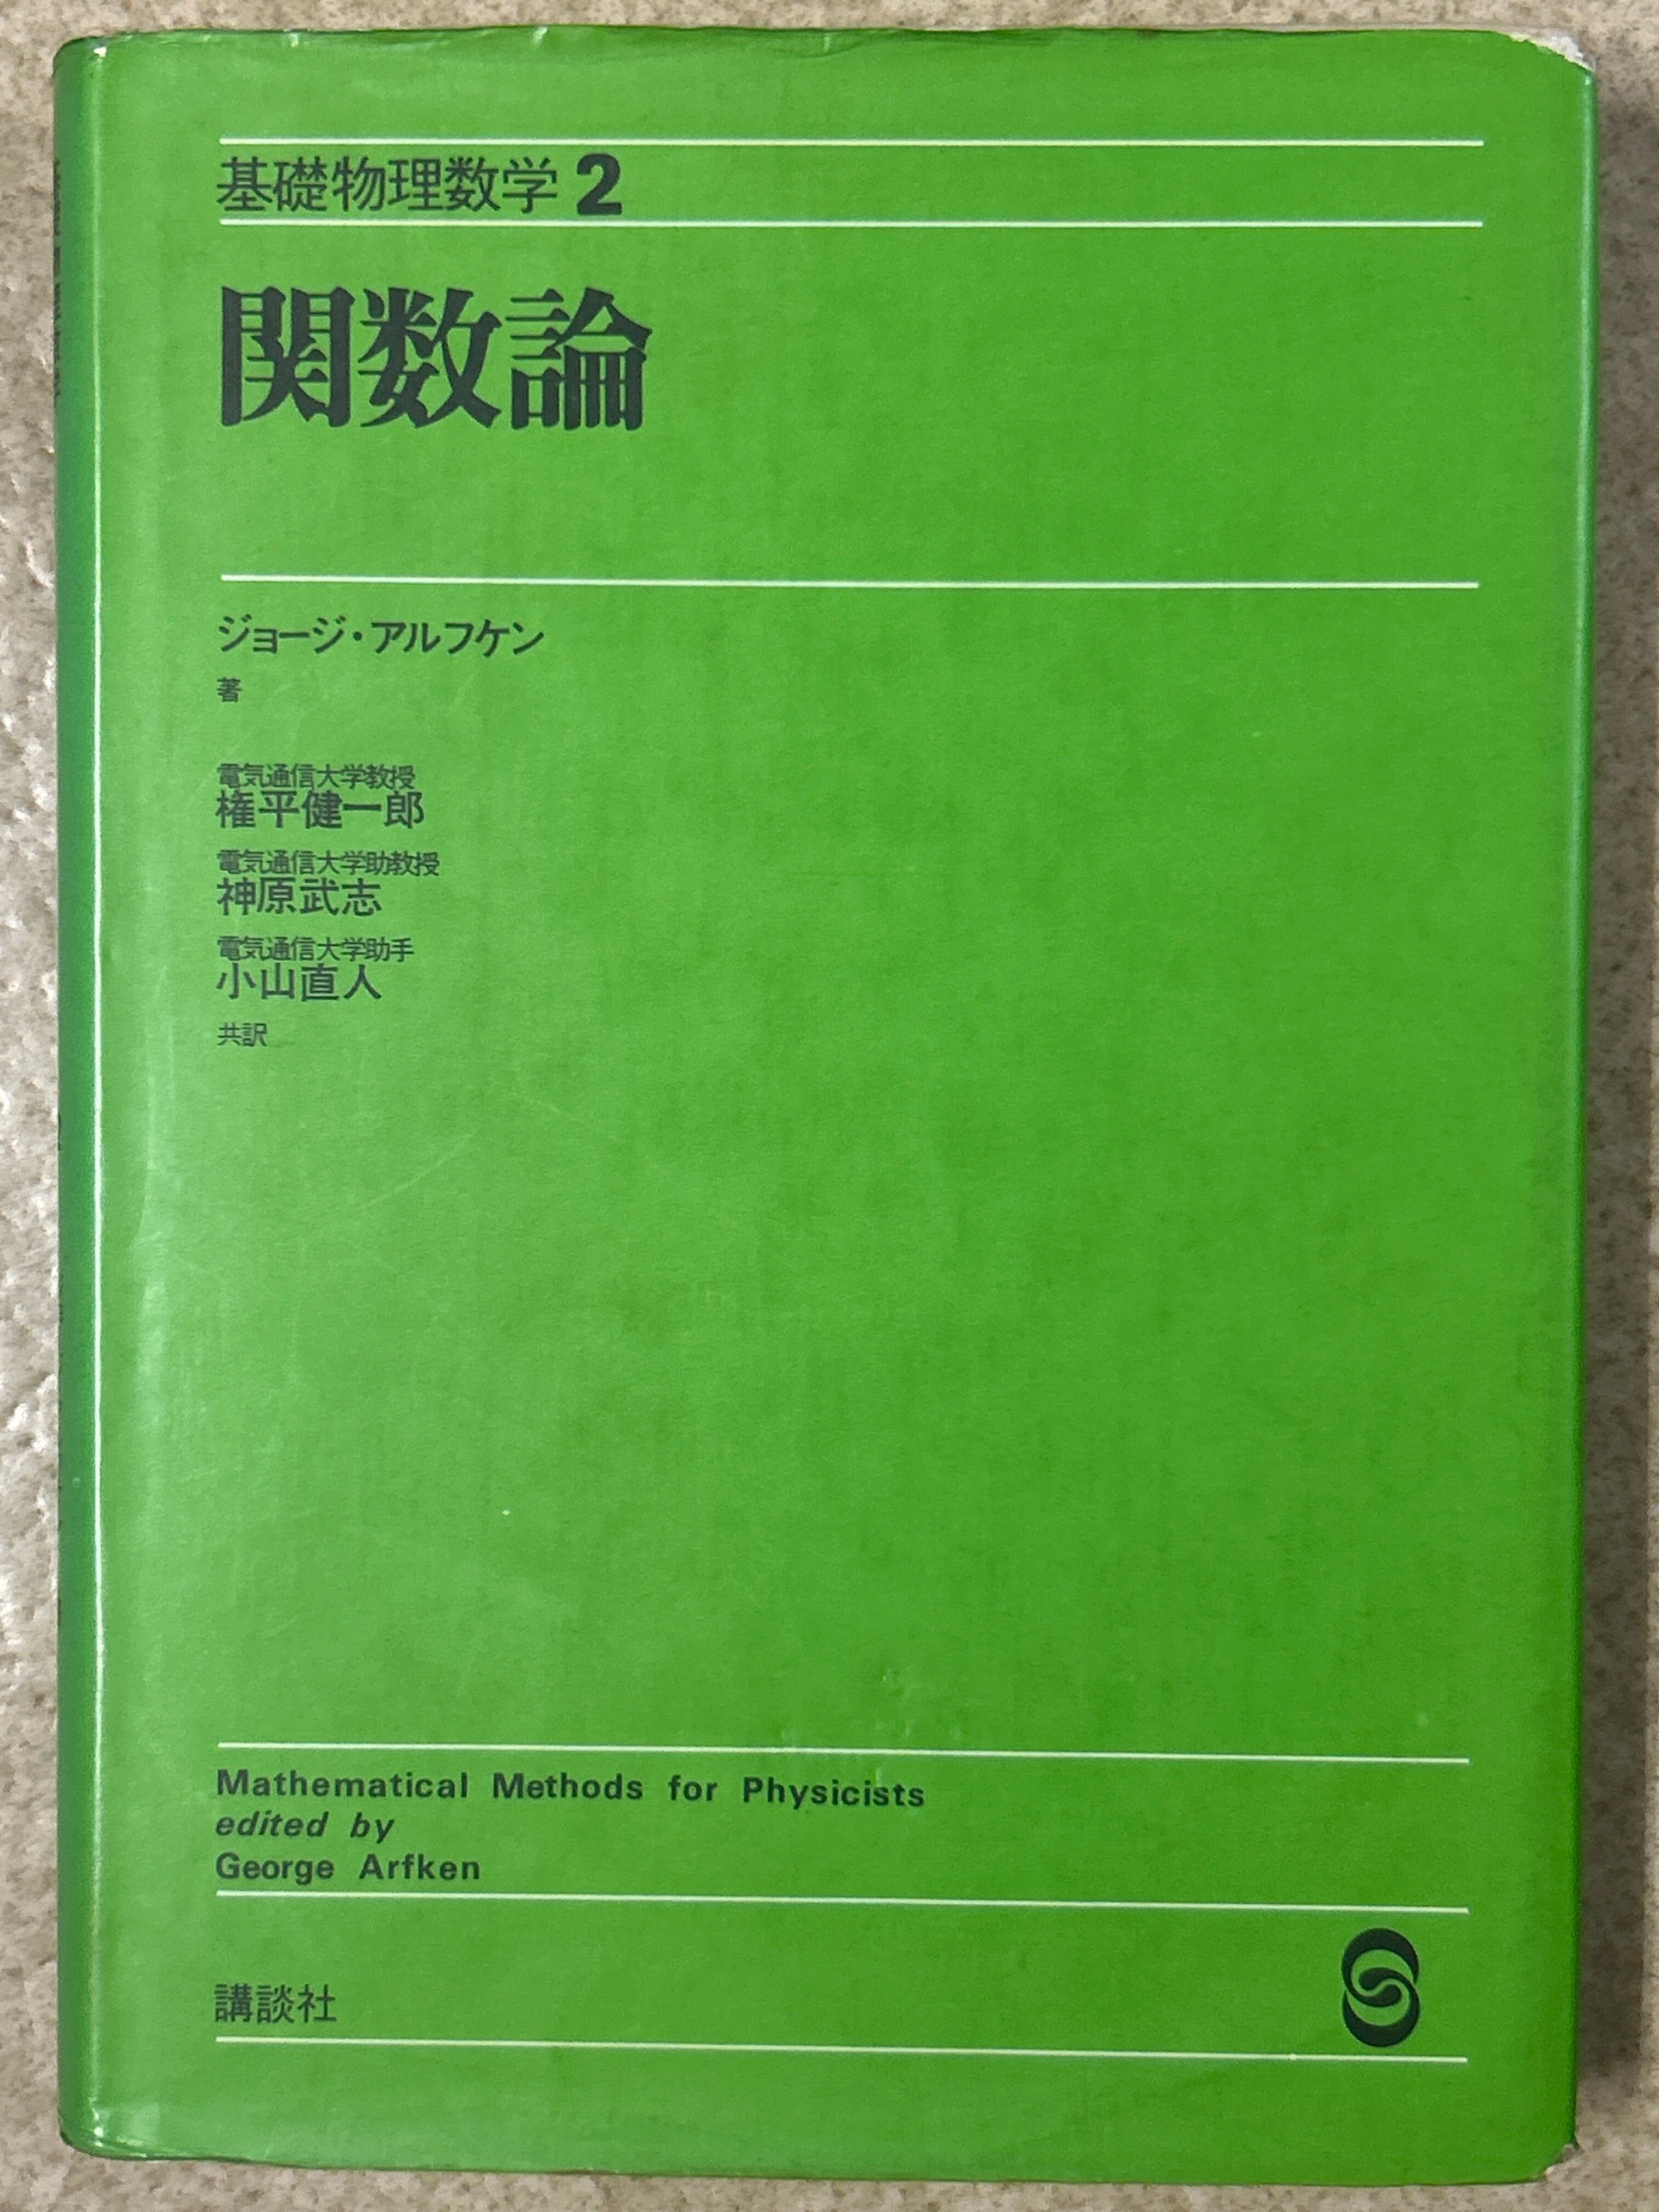 基礎物理数学2
関数論
ジョージ・アルフケン
著
電気通信大学教授
権平健一郎
電気通信大学助教授
神原武志
電気通信大学助手
小山直人
共訳
Mathematical Methods for Physicists
edited by
George Arfken
講談社